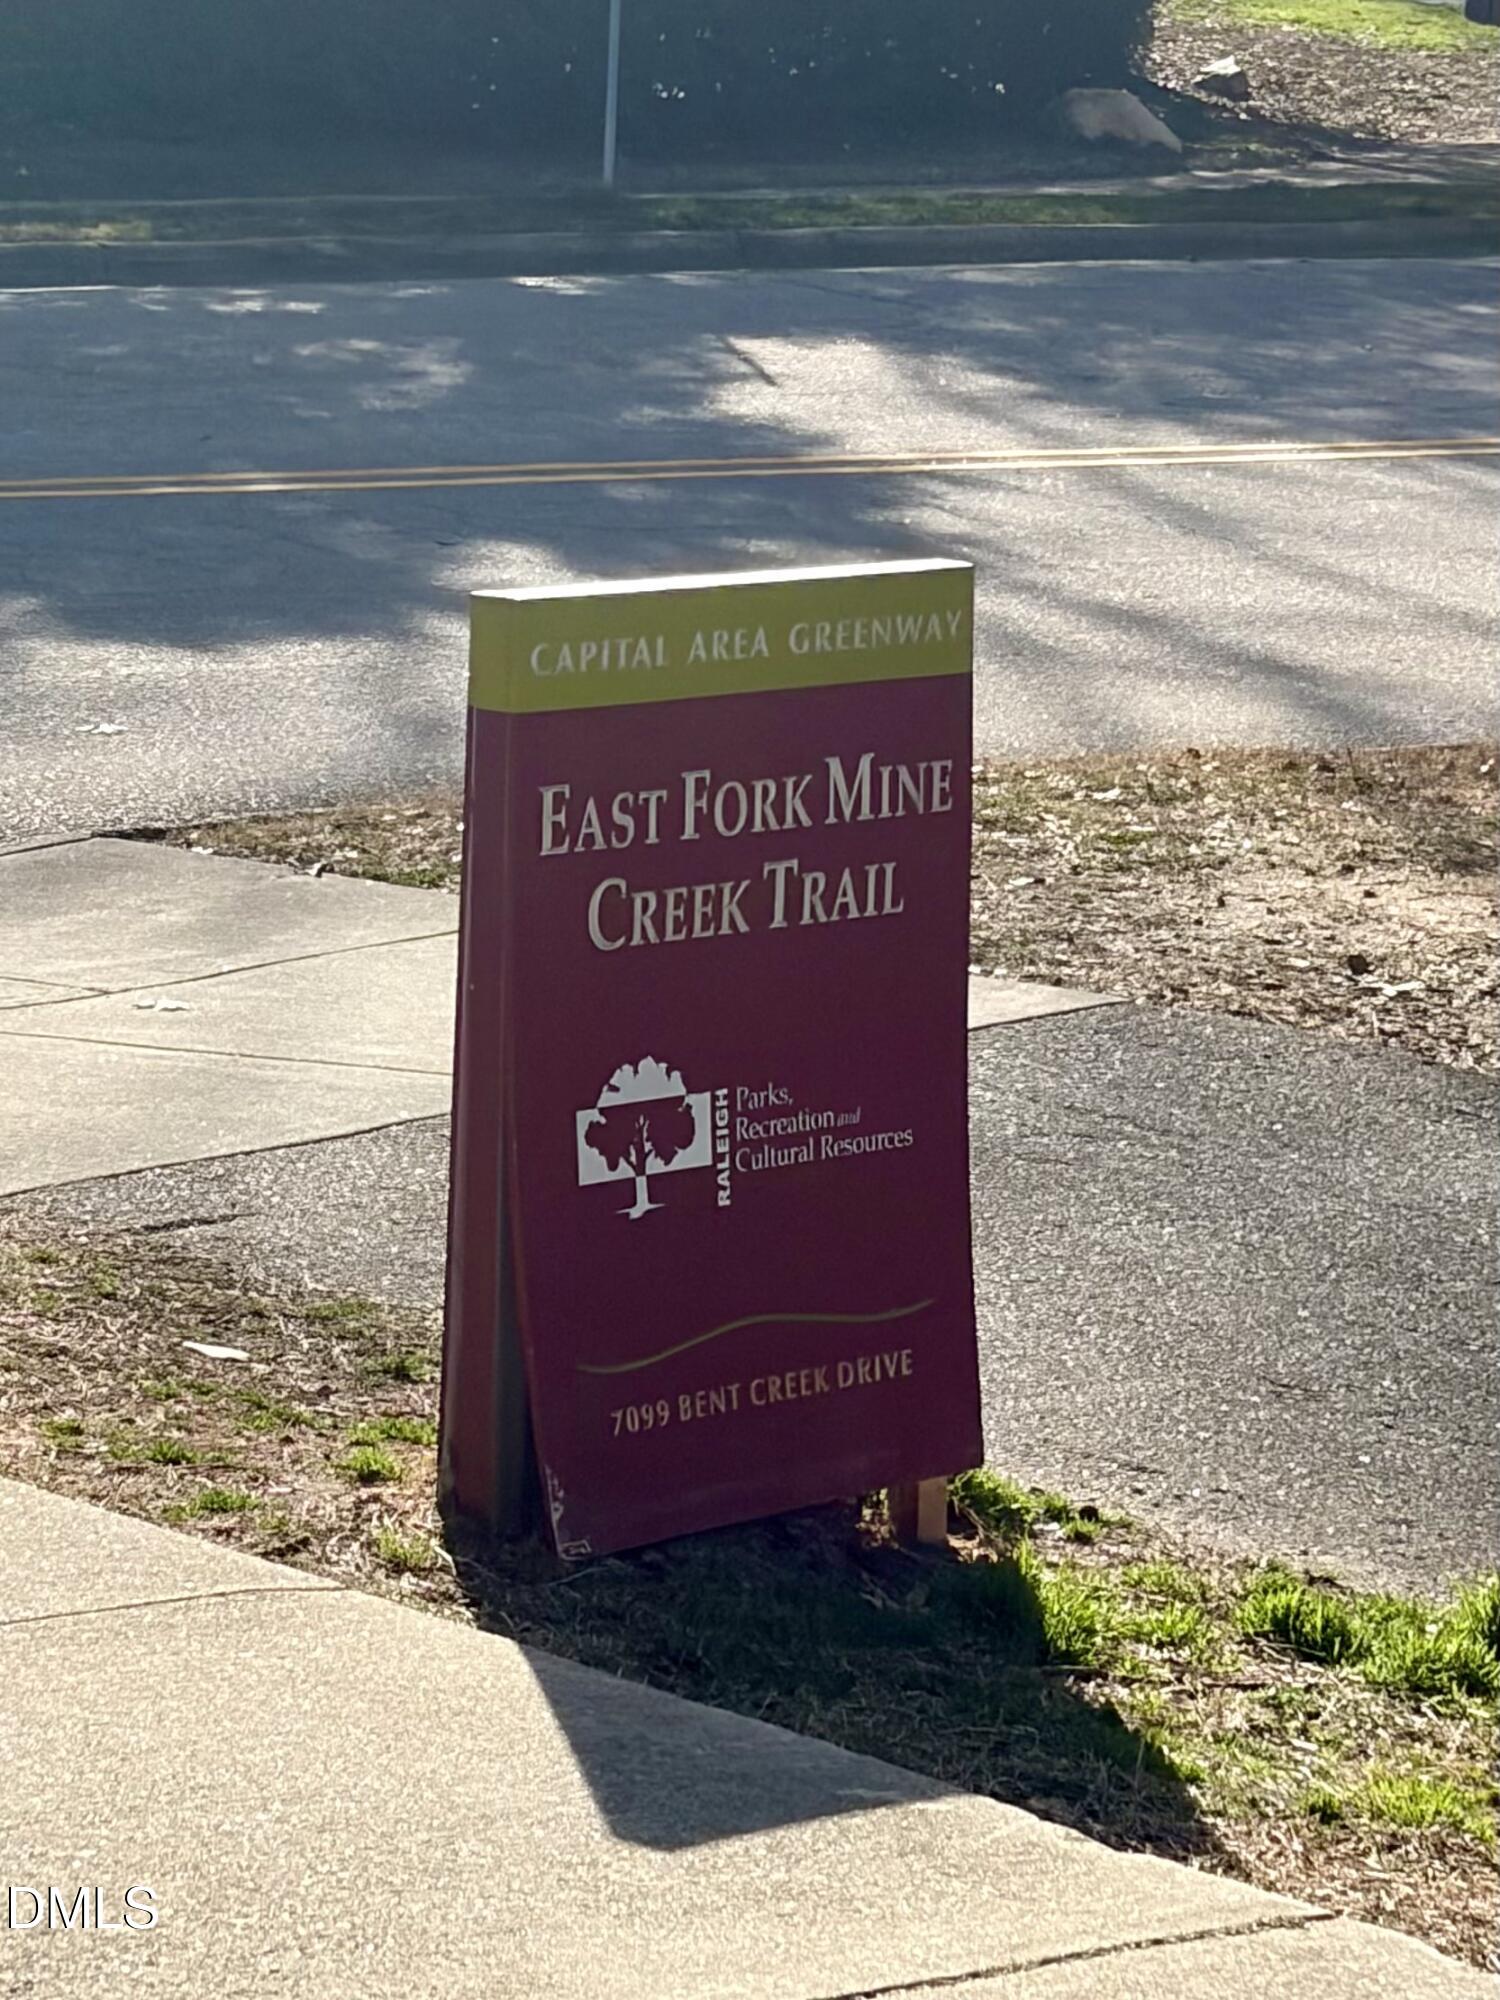 CAPITAL AREA GREENWAY
EAST FORK MINE
CREEK TRAIL
RALEIGH
Parks,
Recreation and
Cultural Resources
7099 BENT CREEK DRIVE
DMLS